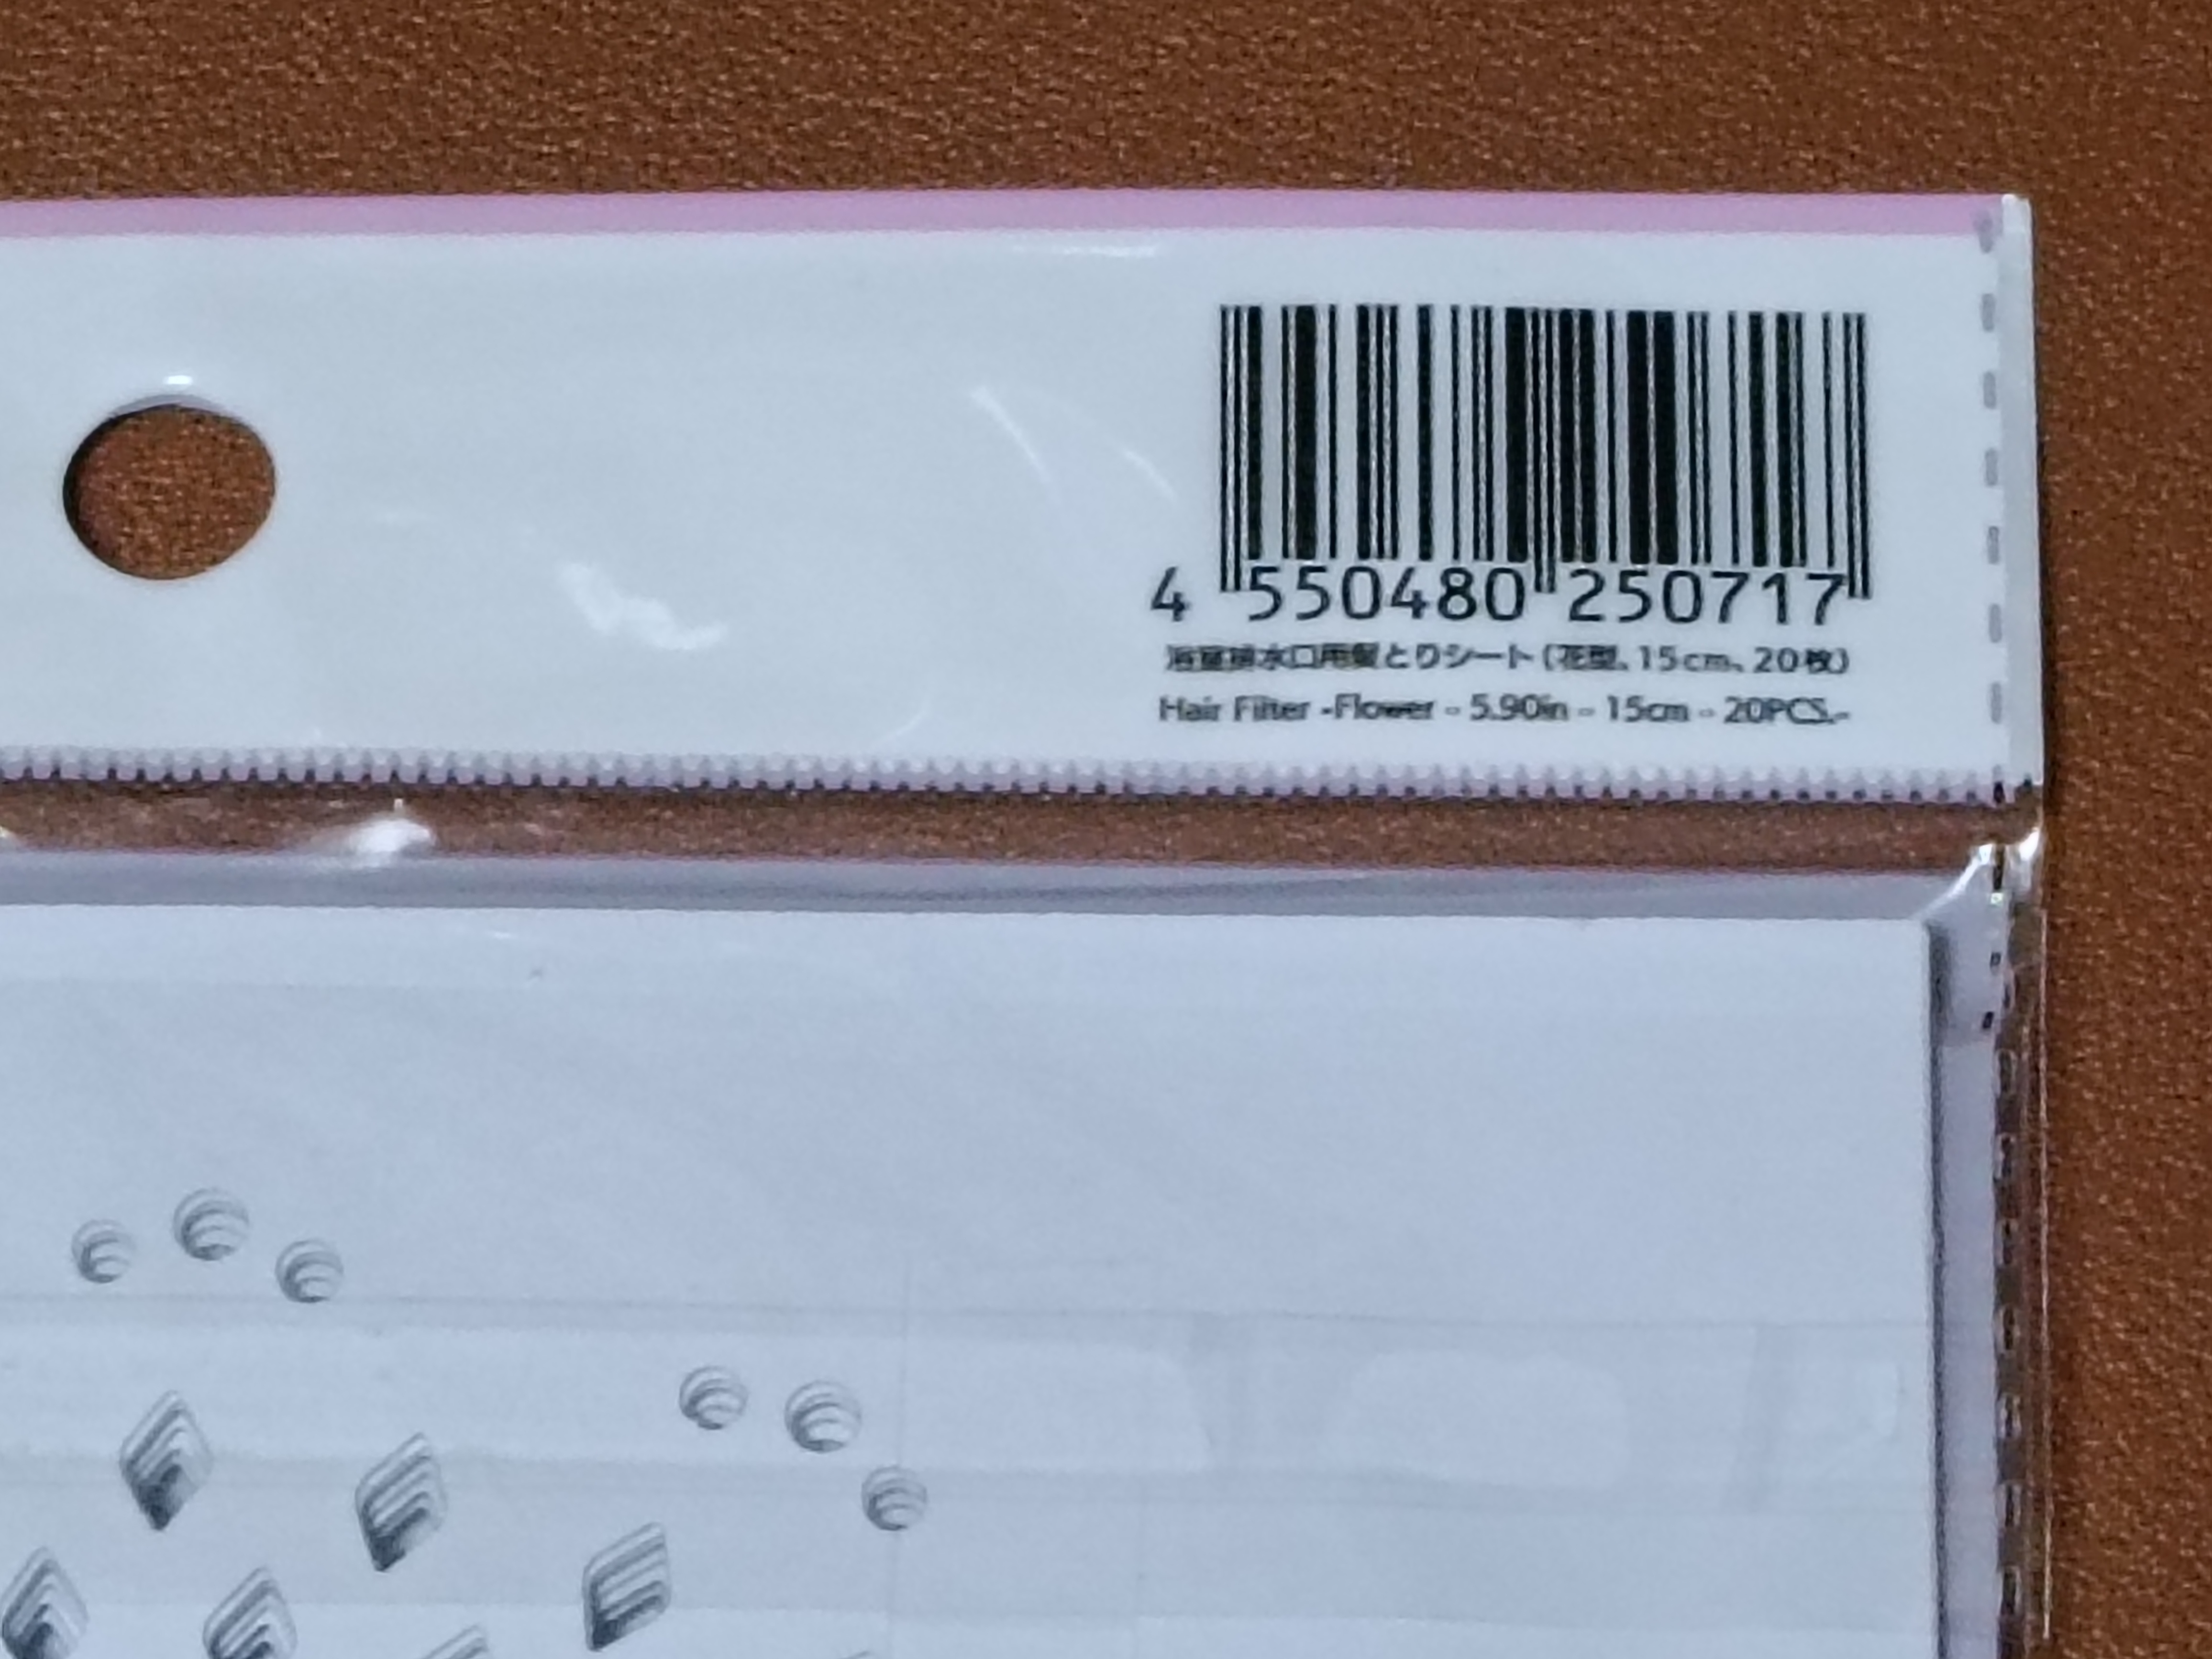 4 550480 250717
浴室排水口用髪とりシート（花型、15cm、20枚）
Hair Filter -Flower - 5.90in - 15cm - 20PCS.-